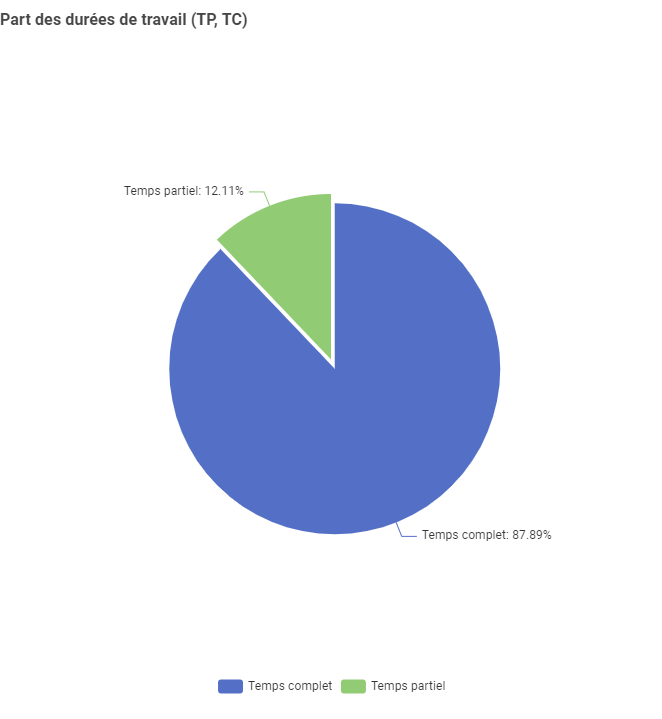 Part des durées de travail (TP, TC)
Temps partiel: 12.11%
Temps complet: 87.89%
Temps complet
Temps partiel